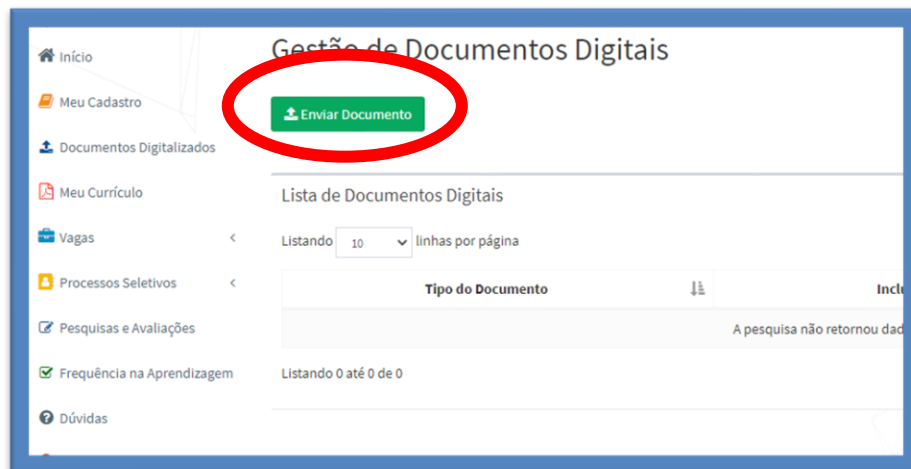 Início
Meu Cadastro
Documentos Digitalizados
Meu Currículo
Vagas
Processos Seletivos
Pesquisas e Avaliações
Frequência na Aprendizagem
Dúvidas
Gestão de Documentos Digitais
Enviar Documento
Lista de Documentos Digitais
Listando 10 linhas por página
Tipo do Documento
A pesquisa não retornou
Listando 0 até 0 de 0